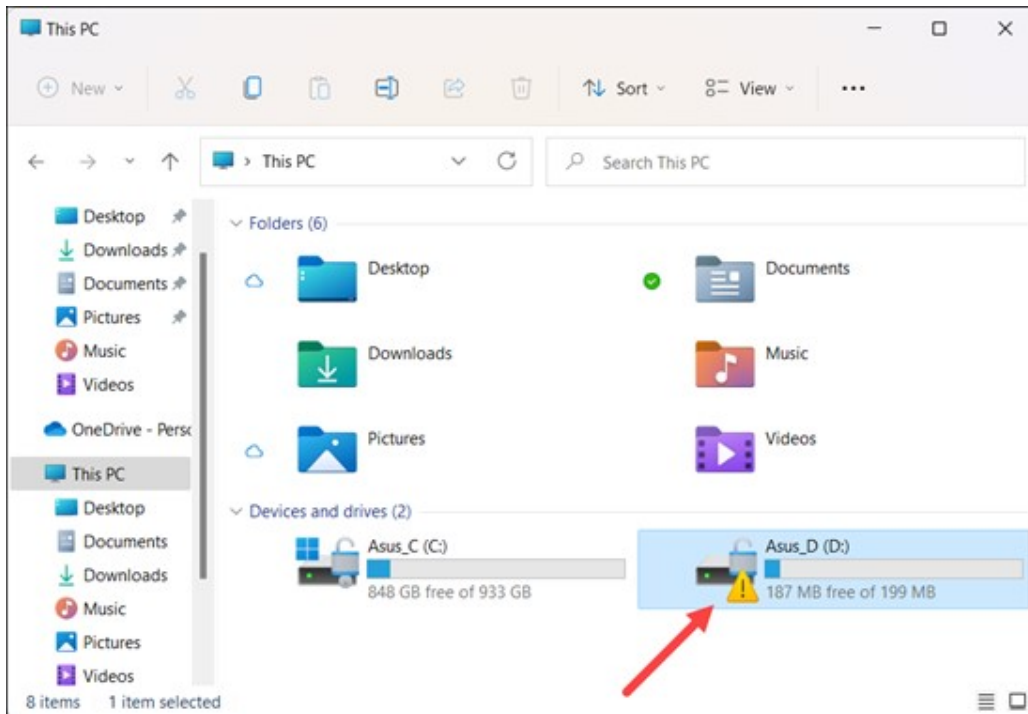 This PC
New
Sort
View
This PC
Search This PC
Desktop
Downloads
Documents
Pictures
Music
Videos
OneDrive - Perso
This PC
Desktop
Documents
Downloads
Music
Pictures
Videos
Folders (6)
Desktop
Documents
Downloads
Music
Pictures
Videos
Devices and drives (2)
Asus_C (C:)
848 GB free of 933 GB
Asus_D (D:)
187 MB free of 199 MB
8 items 1 item selected